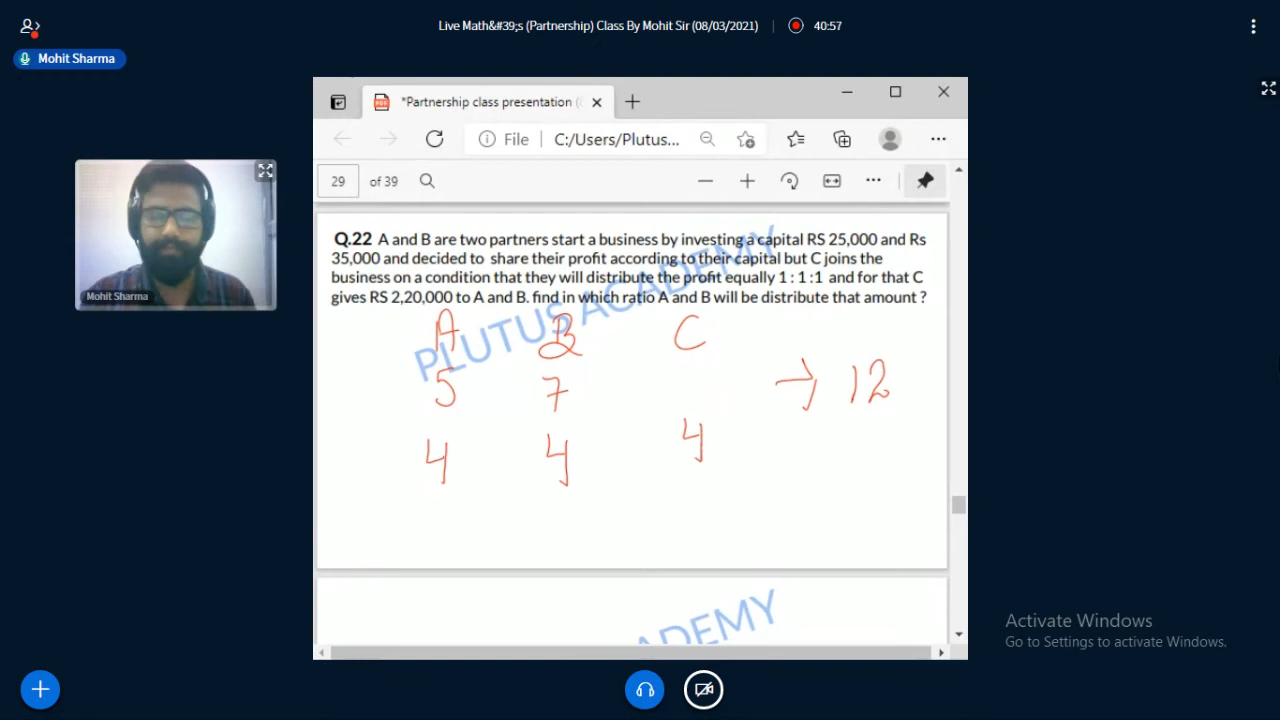 Live Math&#39;s (Partnership) Class By Mohit Sir (08/03/2021) | 40:57
Mohit Sharma
*Partnership class presentation (
File | C:/Users/Plutus...
29 of 39
Mohit Sharma
Q.22 A and B are two partners start a business by investing a capital RS 25,000 and Rs
35,000 and decided to share their profit according to their capital but C joins the
business on a condition that they will distribute the profit equally 1 : 1 :1 and for that C
gives RS 2,20,000 to A and B. find in which ratio A and B will be distribute that amount ?
PLUTUS ACADEMY
A B C
5 7 → 12
4 4 4
ADEMY
Activate Windows
Go to Settings to activate Windows.